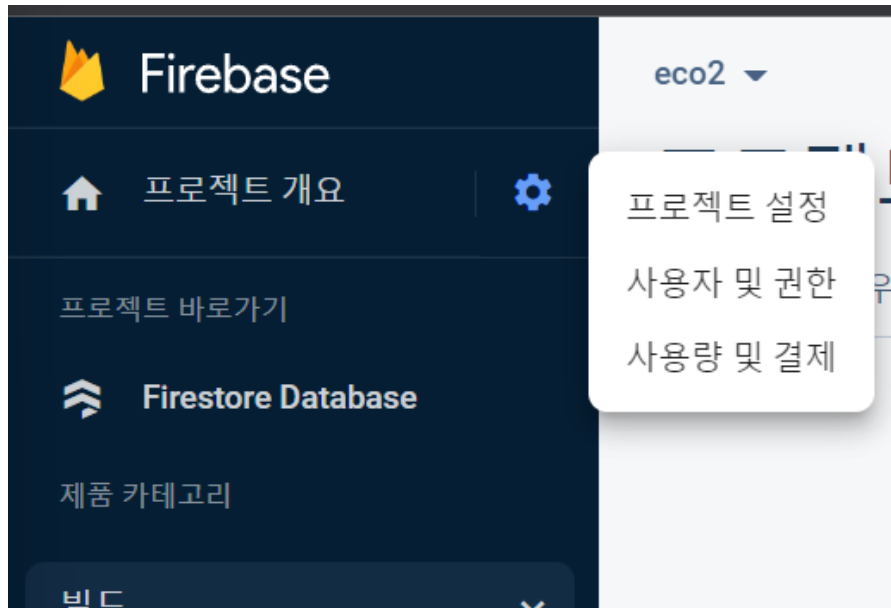 Firebase
프로젝트 개요
프로젝트 바로가기
Firestore Database
제품 카테고리
빌드
eco2
프로젝트 설정
사용자 및 권한
사용량 및 결제